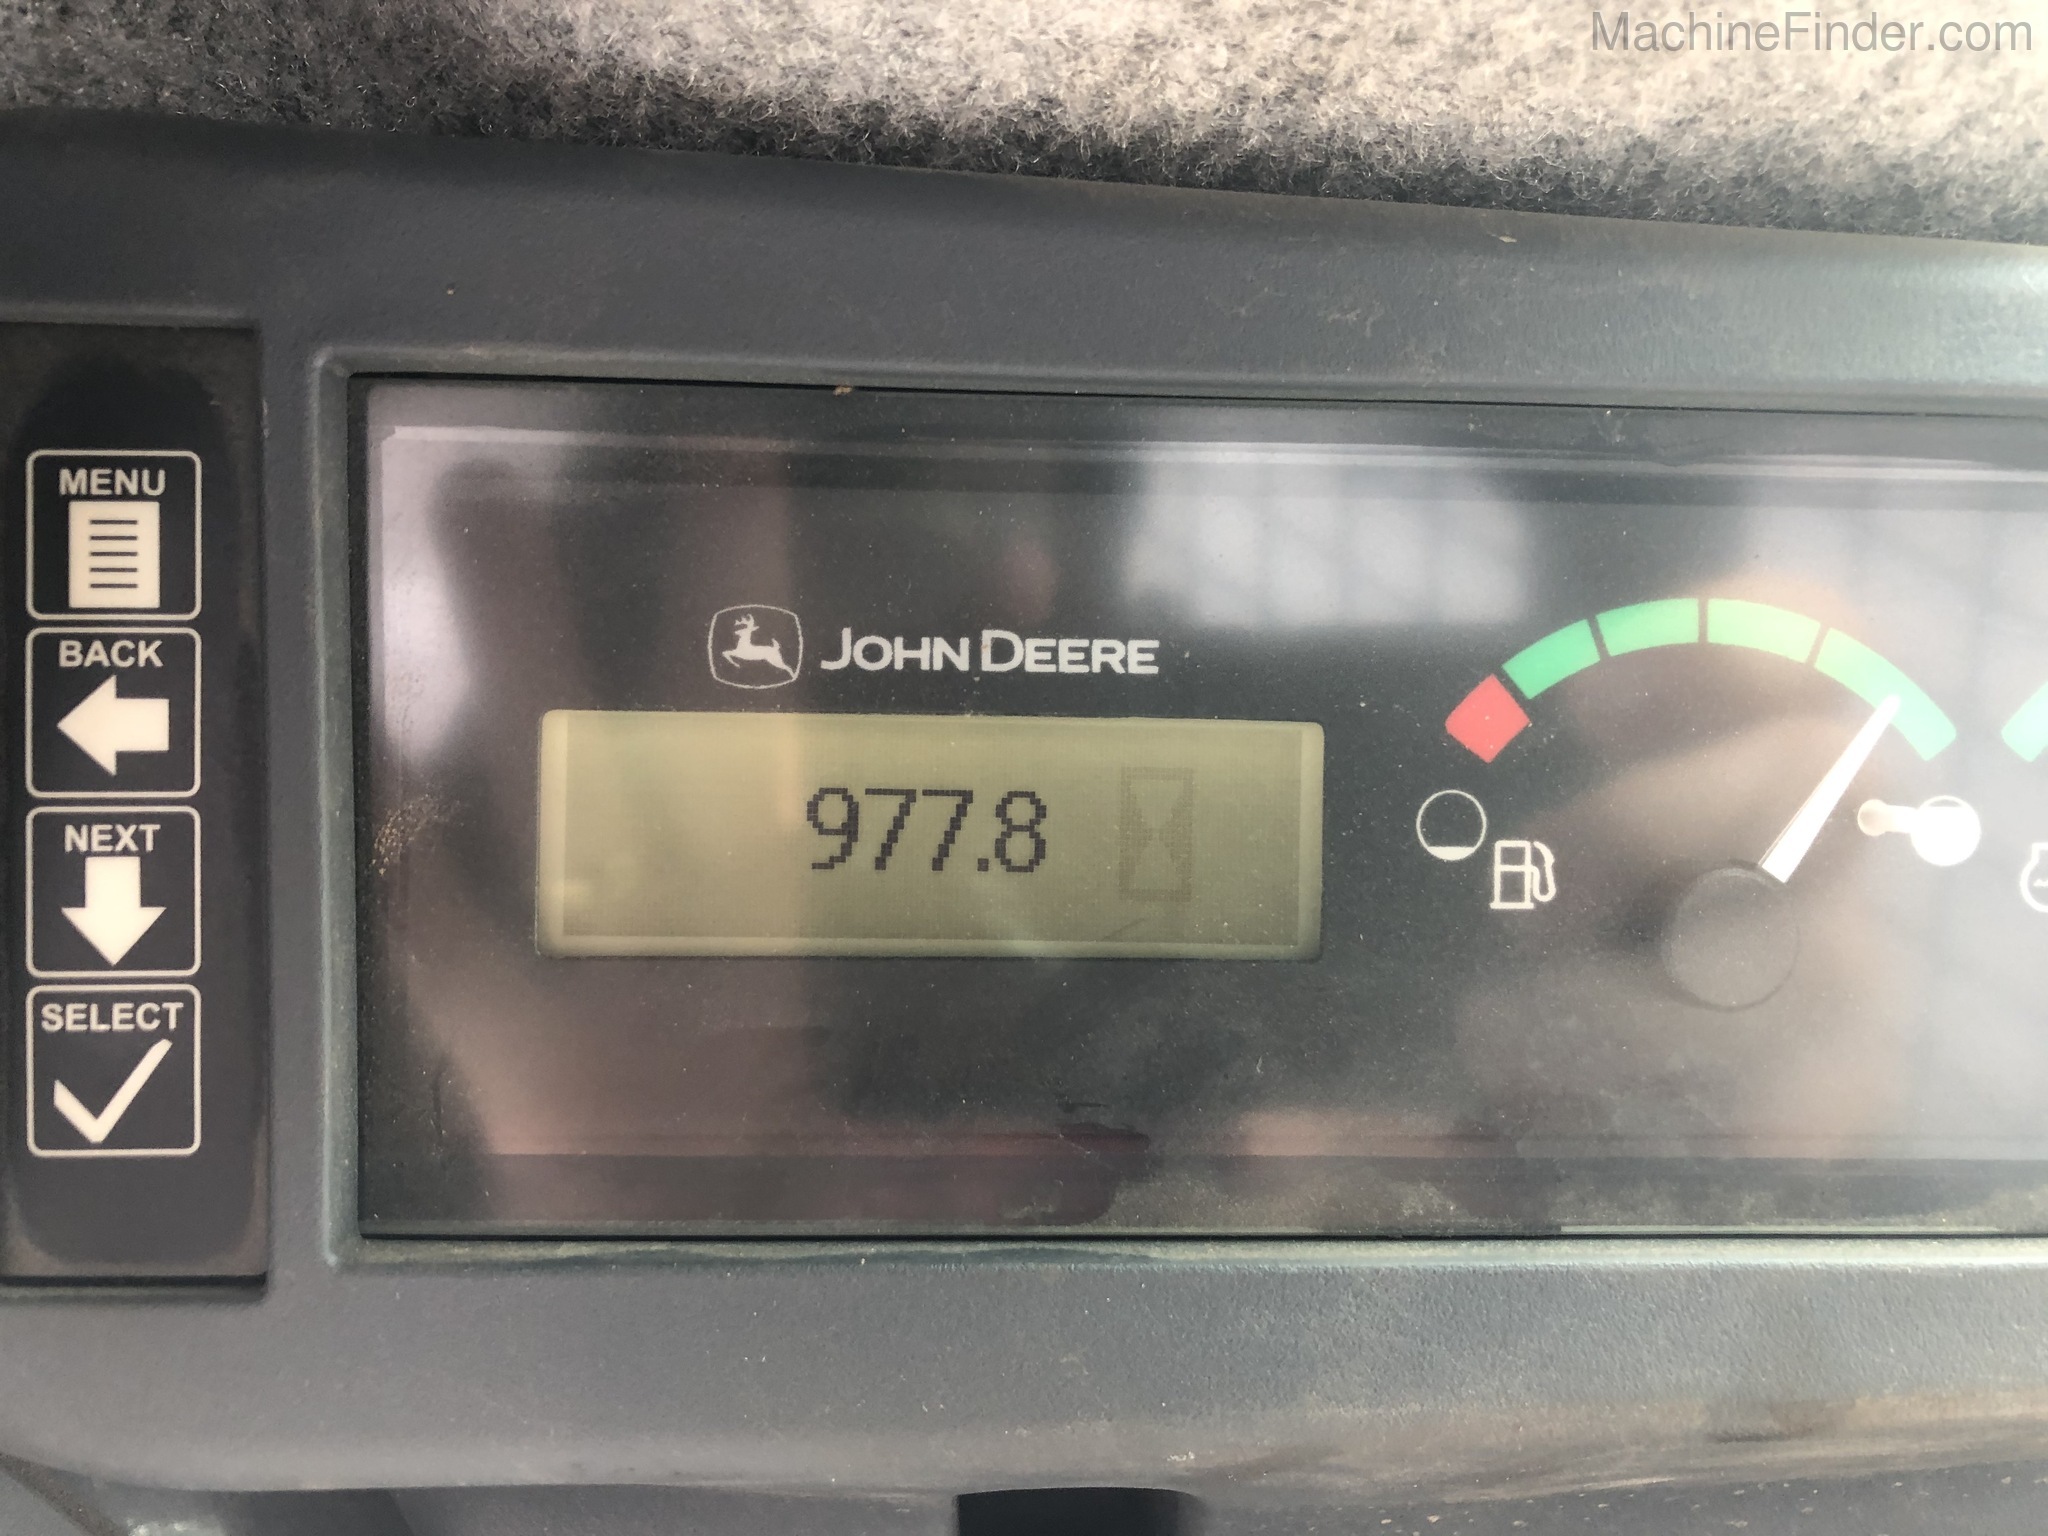 MachineFinder.com
MENU
BACK
NEXT
SELECT
JOHN DEERE
977.8